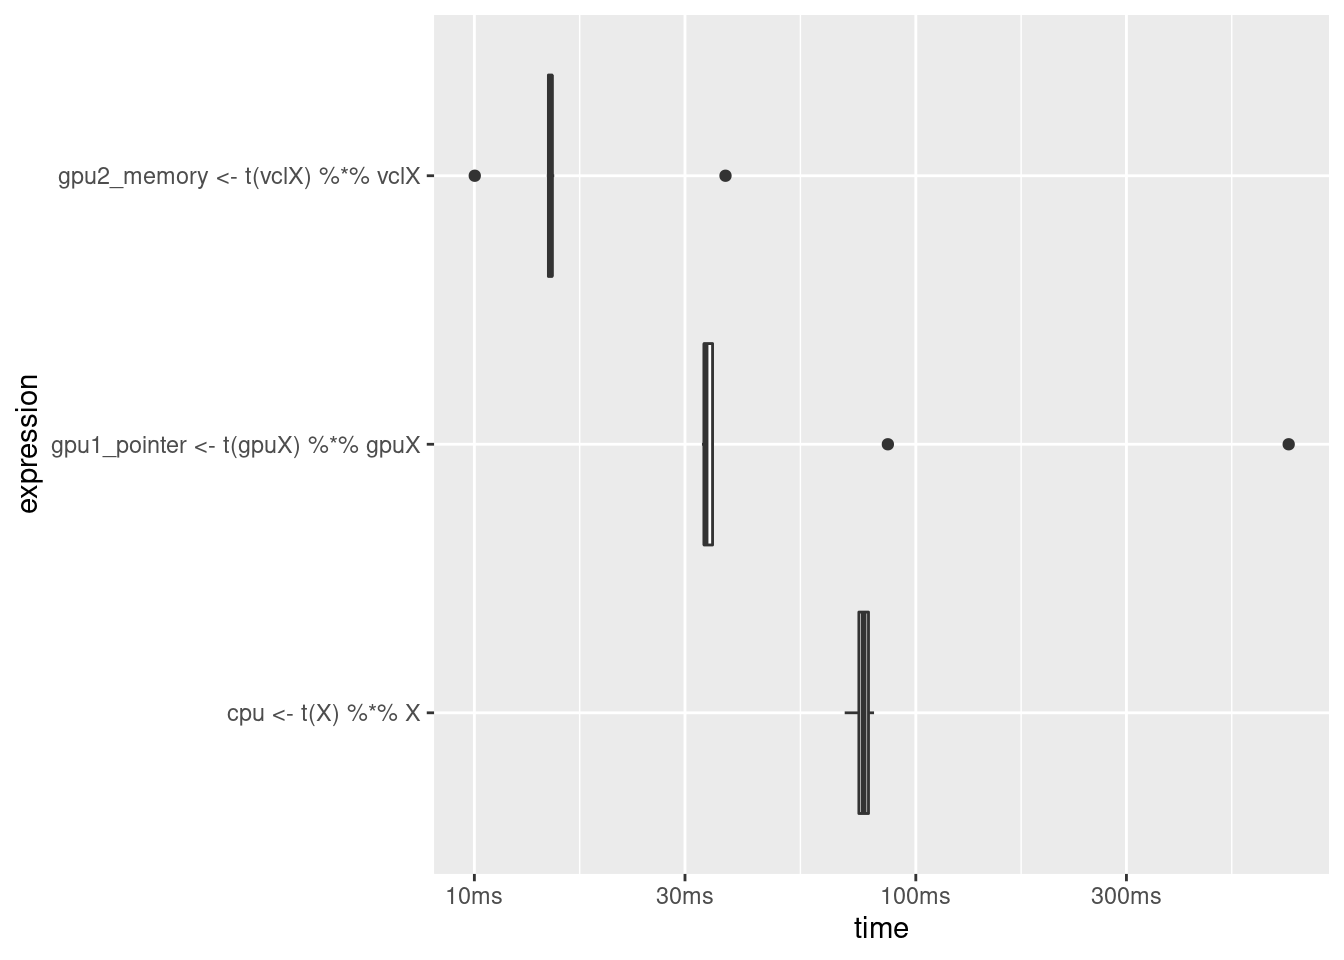 gpu2_memory <- t(vclX) %*% vclX
gpu1_pointer <- t(gpuX) %*% gpuX
cpu <- t(X) %*% X
expression
10ms 30ms 100ms 300ms
time